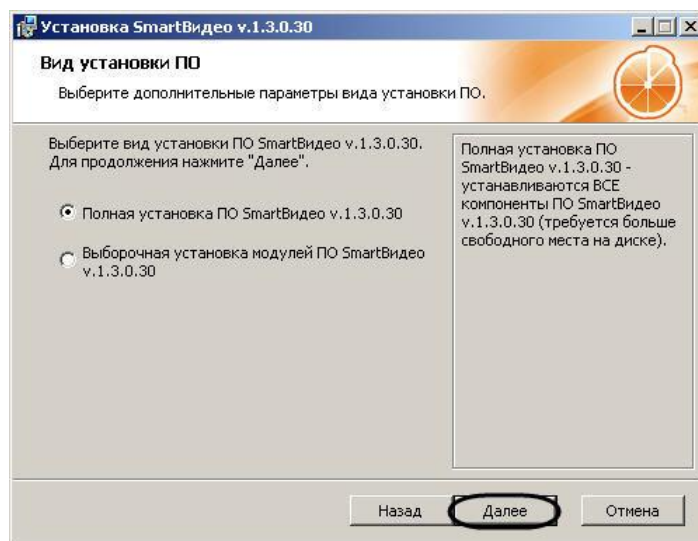 Установка SmartВидео v.1.3.0.30
Вид установки ПО
Выберите дополнительные параметры вида установки ПО.
Выберите вид установки ПО SmartВидео v.1.3.0.30.
Для продолжения нажмите "Далее".
Полная установка ПО SmartВидео v.1.3.0.30
Выборочная установка модулей ПО SmartВидео
v.1.3.0.30
Полная установка ПО
SmartВидео v.1.3.0.30 -
устанавливаются ВСЕ
компоненты ПО SmartВидео
v.1.3.0.30 (требуется больше
свободного места на диске).
Назад
Далее
Отмена